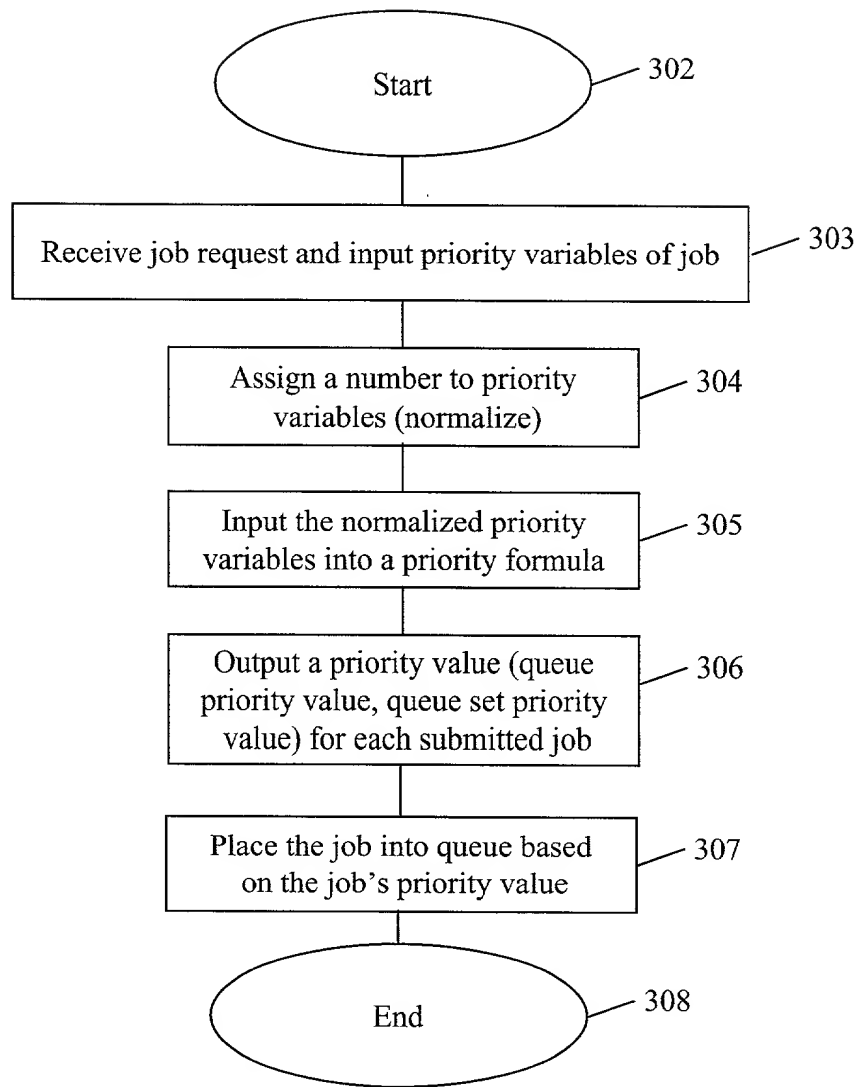 Start
302
Receive job request and input priority variables of job
303
Assign a number to priority
variables (normalize)
304
Input the normalized priority
variables into a priority formula
305
Output a priority value (queue
priority value, queue set priority
value) for each submitted job
306
Place the job into queue based
on the job's priority value
307
End
308